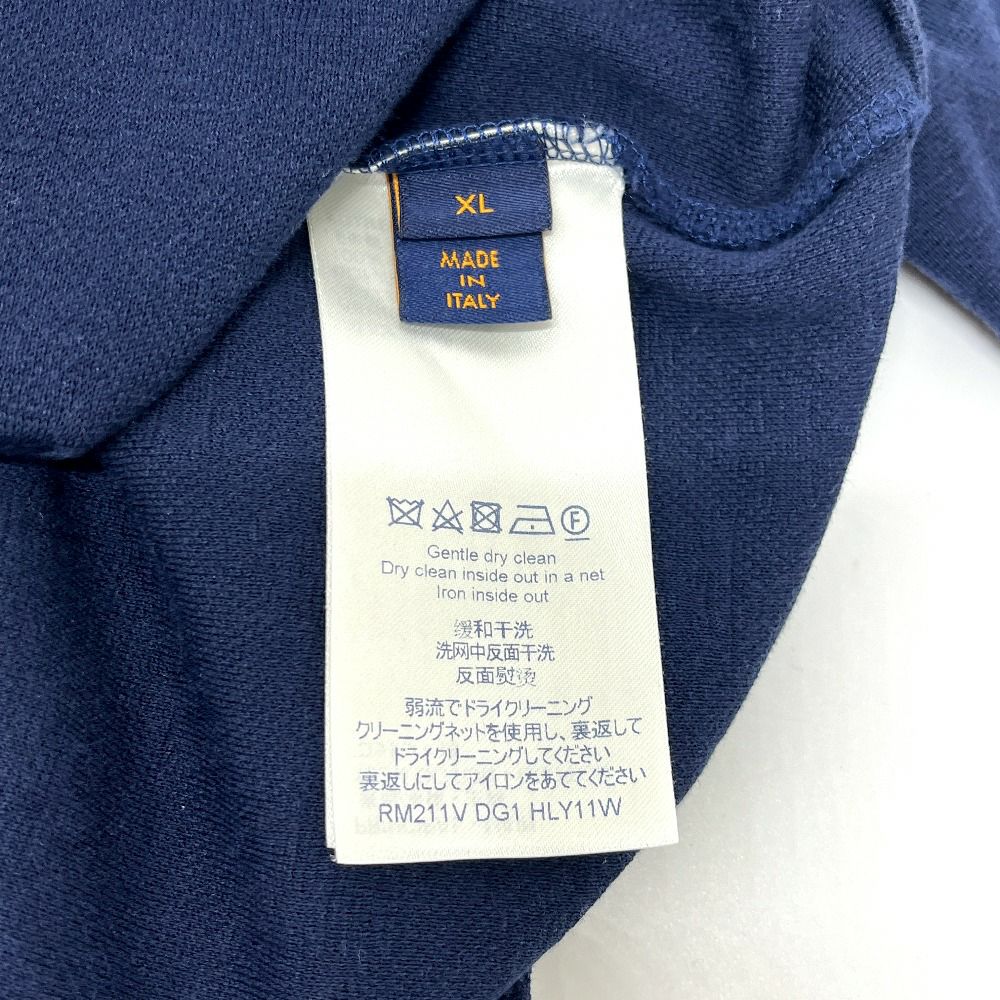 XL
MADE
IN
ITALY
F
Gentle dry clean
Dry clean inside out in a net
Iron inside out
缓和干洗
洗网中反面干洗
反面熨烫
弱流でドライクリーニング
クリーニングネットを使用し、裏返して
ドライクリーニングしてください
裏返しにしてアイロンをあててください
RM211V DG1 HLY11W